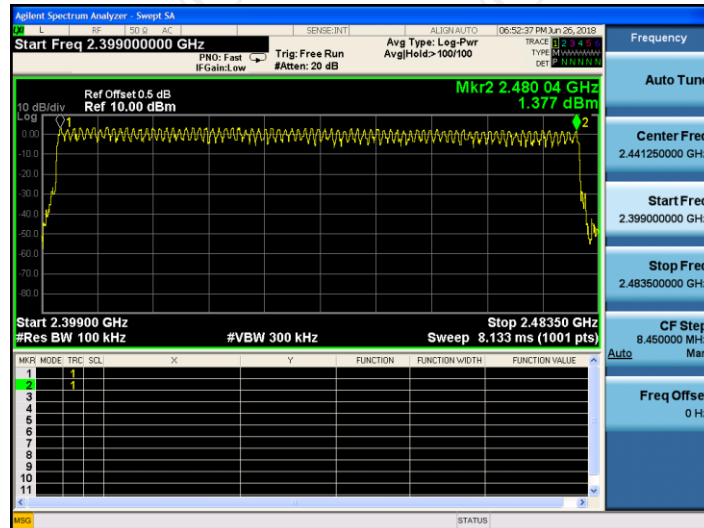 Agilent Spectrum Analyzer - Swept SA
L RF 50 Ω AC SENSE:INT ALIGNAUTO 06:52:37 PM Jun 26, 2018
Start Freq 2.399000000 GHz
PNO: Fast
IFGain:Low
Trig: Free Run
#Atten: 20 dB
Avg Type: Log-Pwr
Avg|Hold:>100/100
TRACE 1 2 3 4 5 6
TYPE M
DET P N N N N N
Ref Offset 0.5 dB
10 dB/div Ref 10.00 dBm
Log
Mkr2 2.480 04 GHz
1.377 dBm
1
2
0.00
-10.0
-20.0
-30.0
-40.0
-50.0
-60.0
-70.0
-80.0
Start 2.39900 GHz Stop 2.48350 GHz
#Res BW 100 kHz #VBW 300 kHz Sweep 8.133 ms (1001 pts)
MKR MODE TRC SCL X Y FUNCTION FUNCTION WIDTH FUNCTION VALUE
1 1
2 1
3
4
5
6
7
8
9
10
11
MSG STATUS
Frequency
Auto Tune
Center Freq
2.441250000 GHz
Start Freq
2.399000000 GHz
Stop Freq
2.483500000 GHz
CF Step
8.450000 MHz
Auto Man
Freq Offset
0 Hz